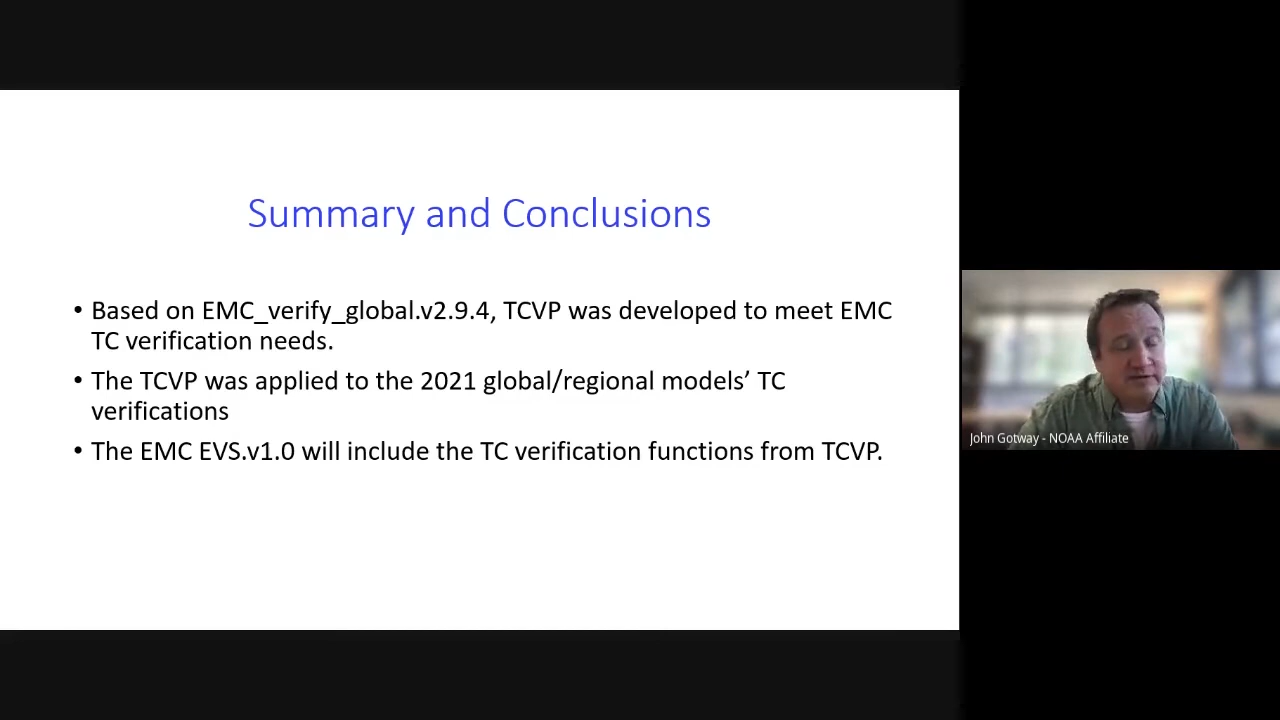 Summary and Conclusions
• Based on EMC_verify_global.v2.9.4, TCVP was developed to meet EMC
TC verification needs.
• The TCVP was applied to the 2021 global/regional models’ TC
verifications
• The EMC EVS.v1.0 will include the TC verification functions from TCVP.
John Gotway - NOAA Affiliate